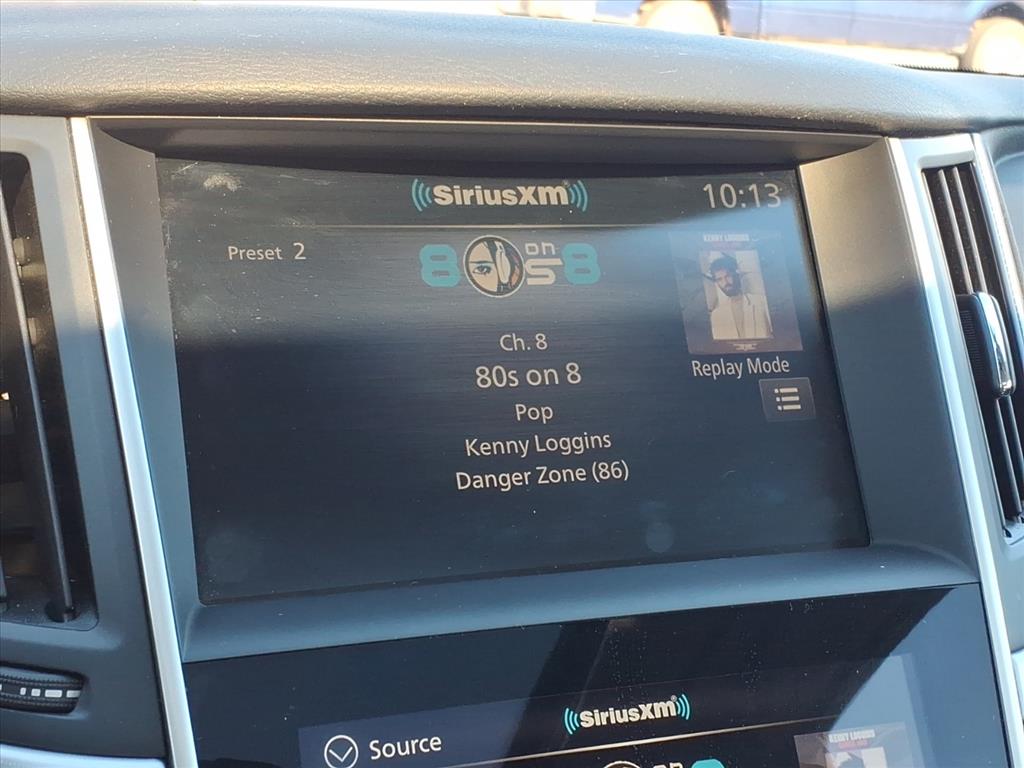 SiriusXM
10:13
Preset 2
80s on 8
KENNY LOGGINS
Ch. 8
80s on 8
Replay Mode
Pop
Kenny Loggins
Danger Zone (86)
SiriusXM
Source
KENNY LOGGINS
on